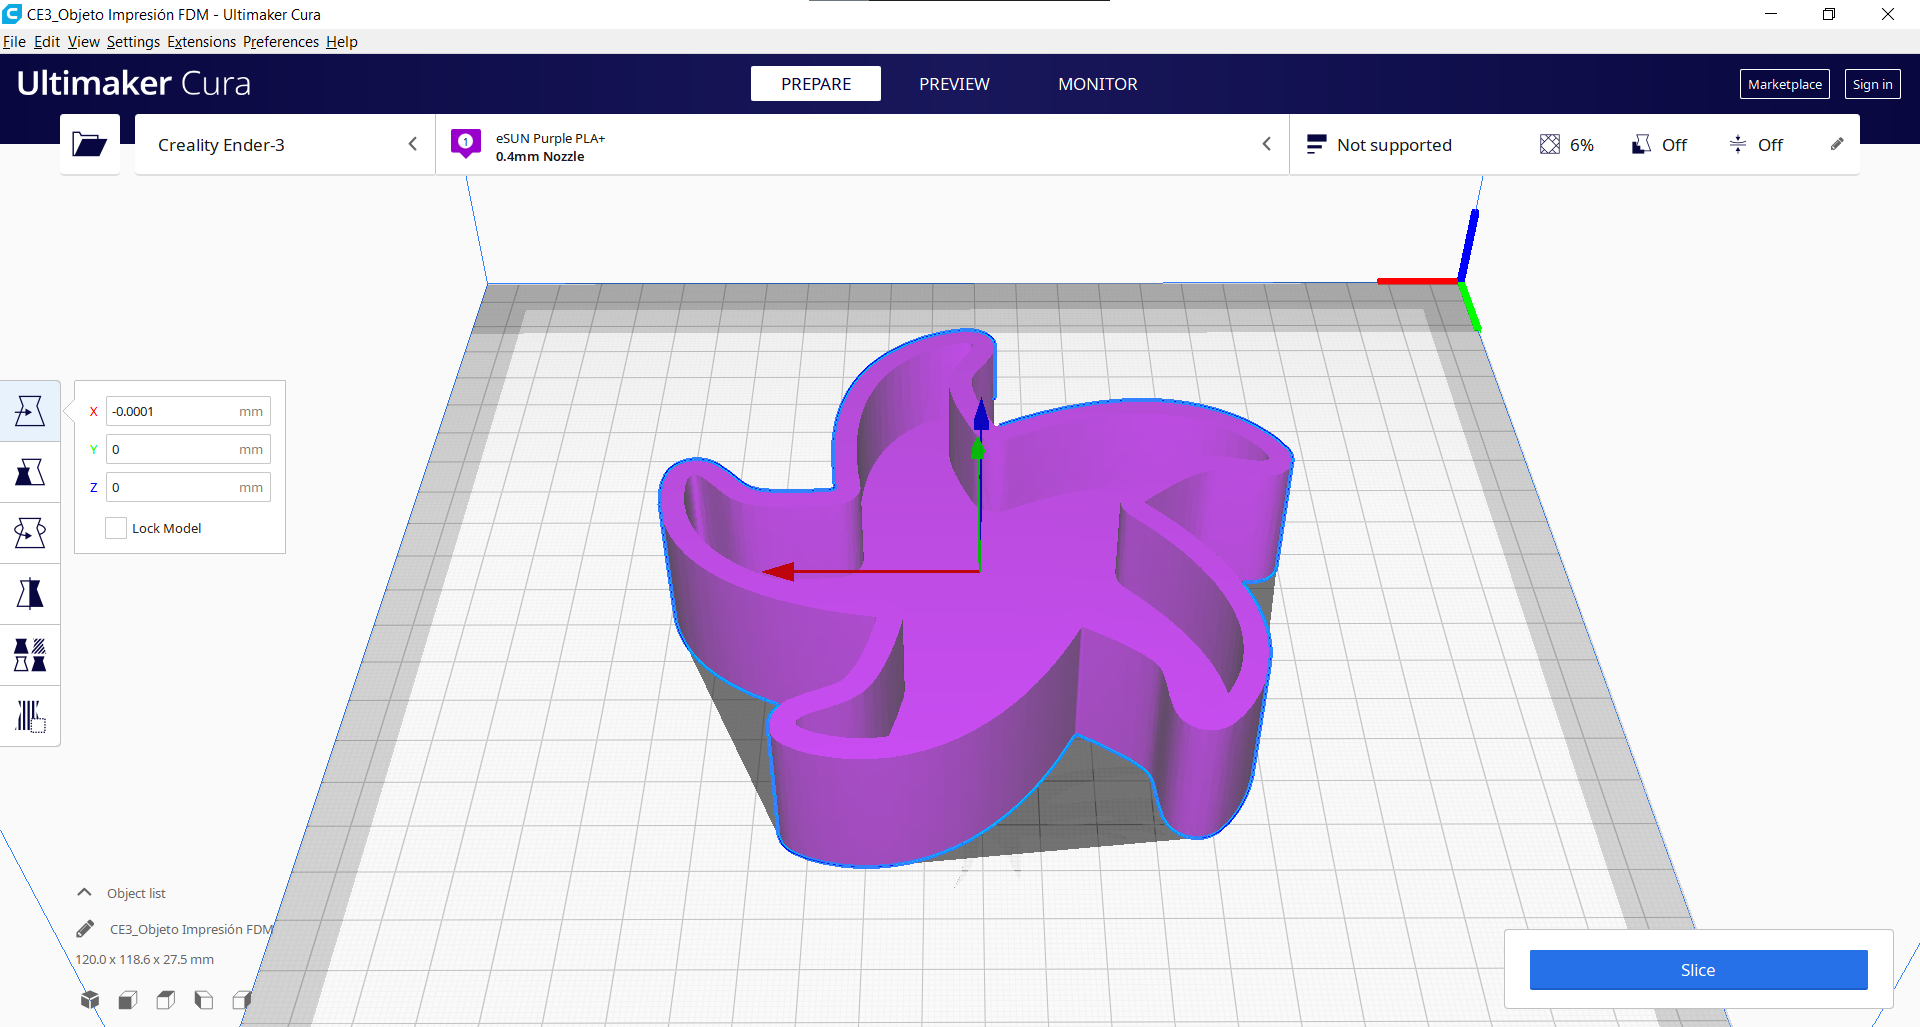 CE3_Objeto Impresión FDM - Ultimaker Cura
File Edit View Settings Extensions Preferences Help
Ultimaker Cura
PREPARE
PREVIEW
MONITOR
Marketplace
Sign in
Creality Ender-3
1
eSUN Purple PLA+
0.4mm Nozzle
Not supported
6%
Off
Off
X -0.0001 mm
Y 0 mm
Z 0 mm
Lock Model
Object list
CE3_Objeto Impresión FDM
120.0 x 118.6 x 27.5 mm
Slice